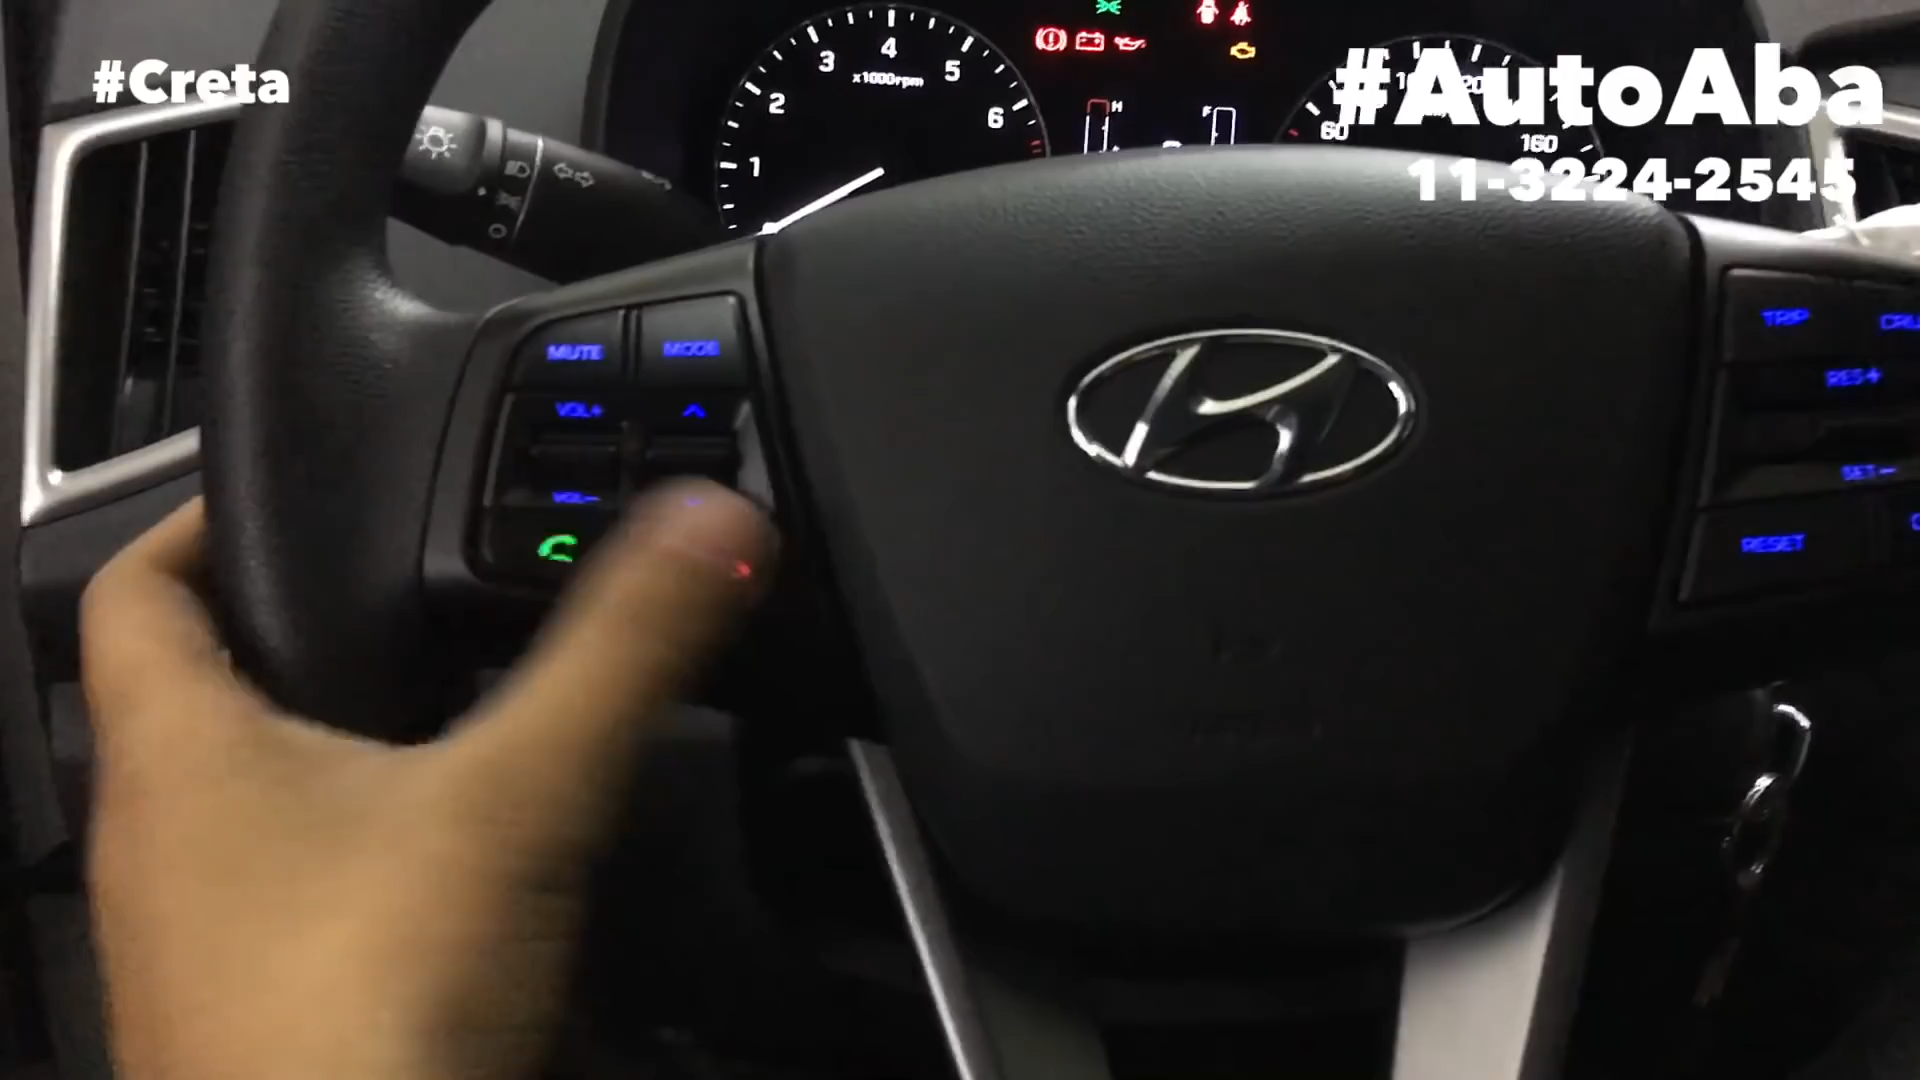 #Creta
#AutoAba
11-3224-2545
1
2
3
4
5
6
x1000rpm
H
F
60
160
MUTE
MODE
VOL+
VOL-
TRIP
RES+
SET-
RESET